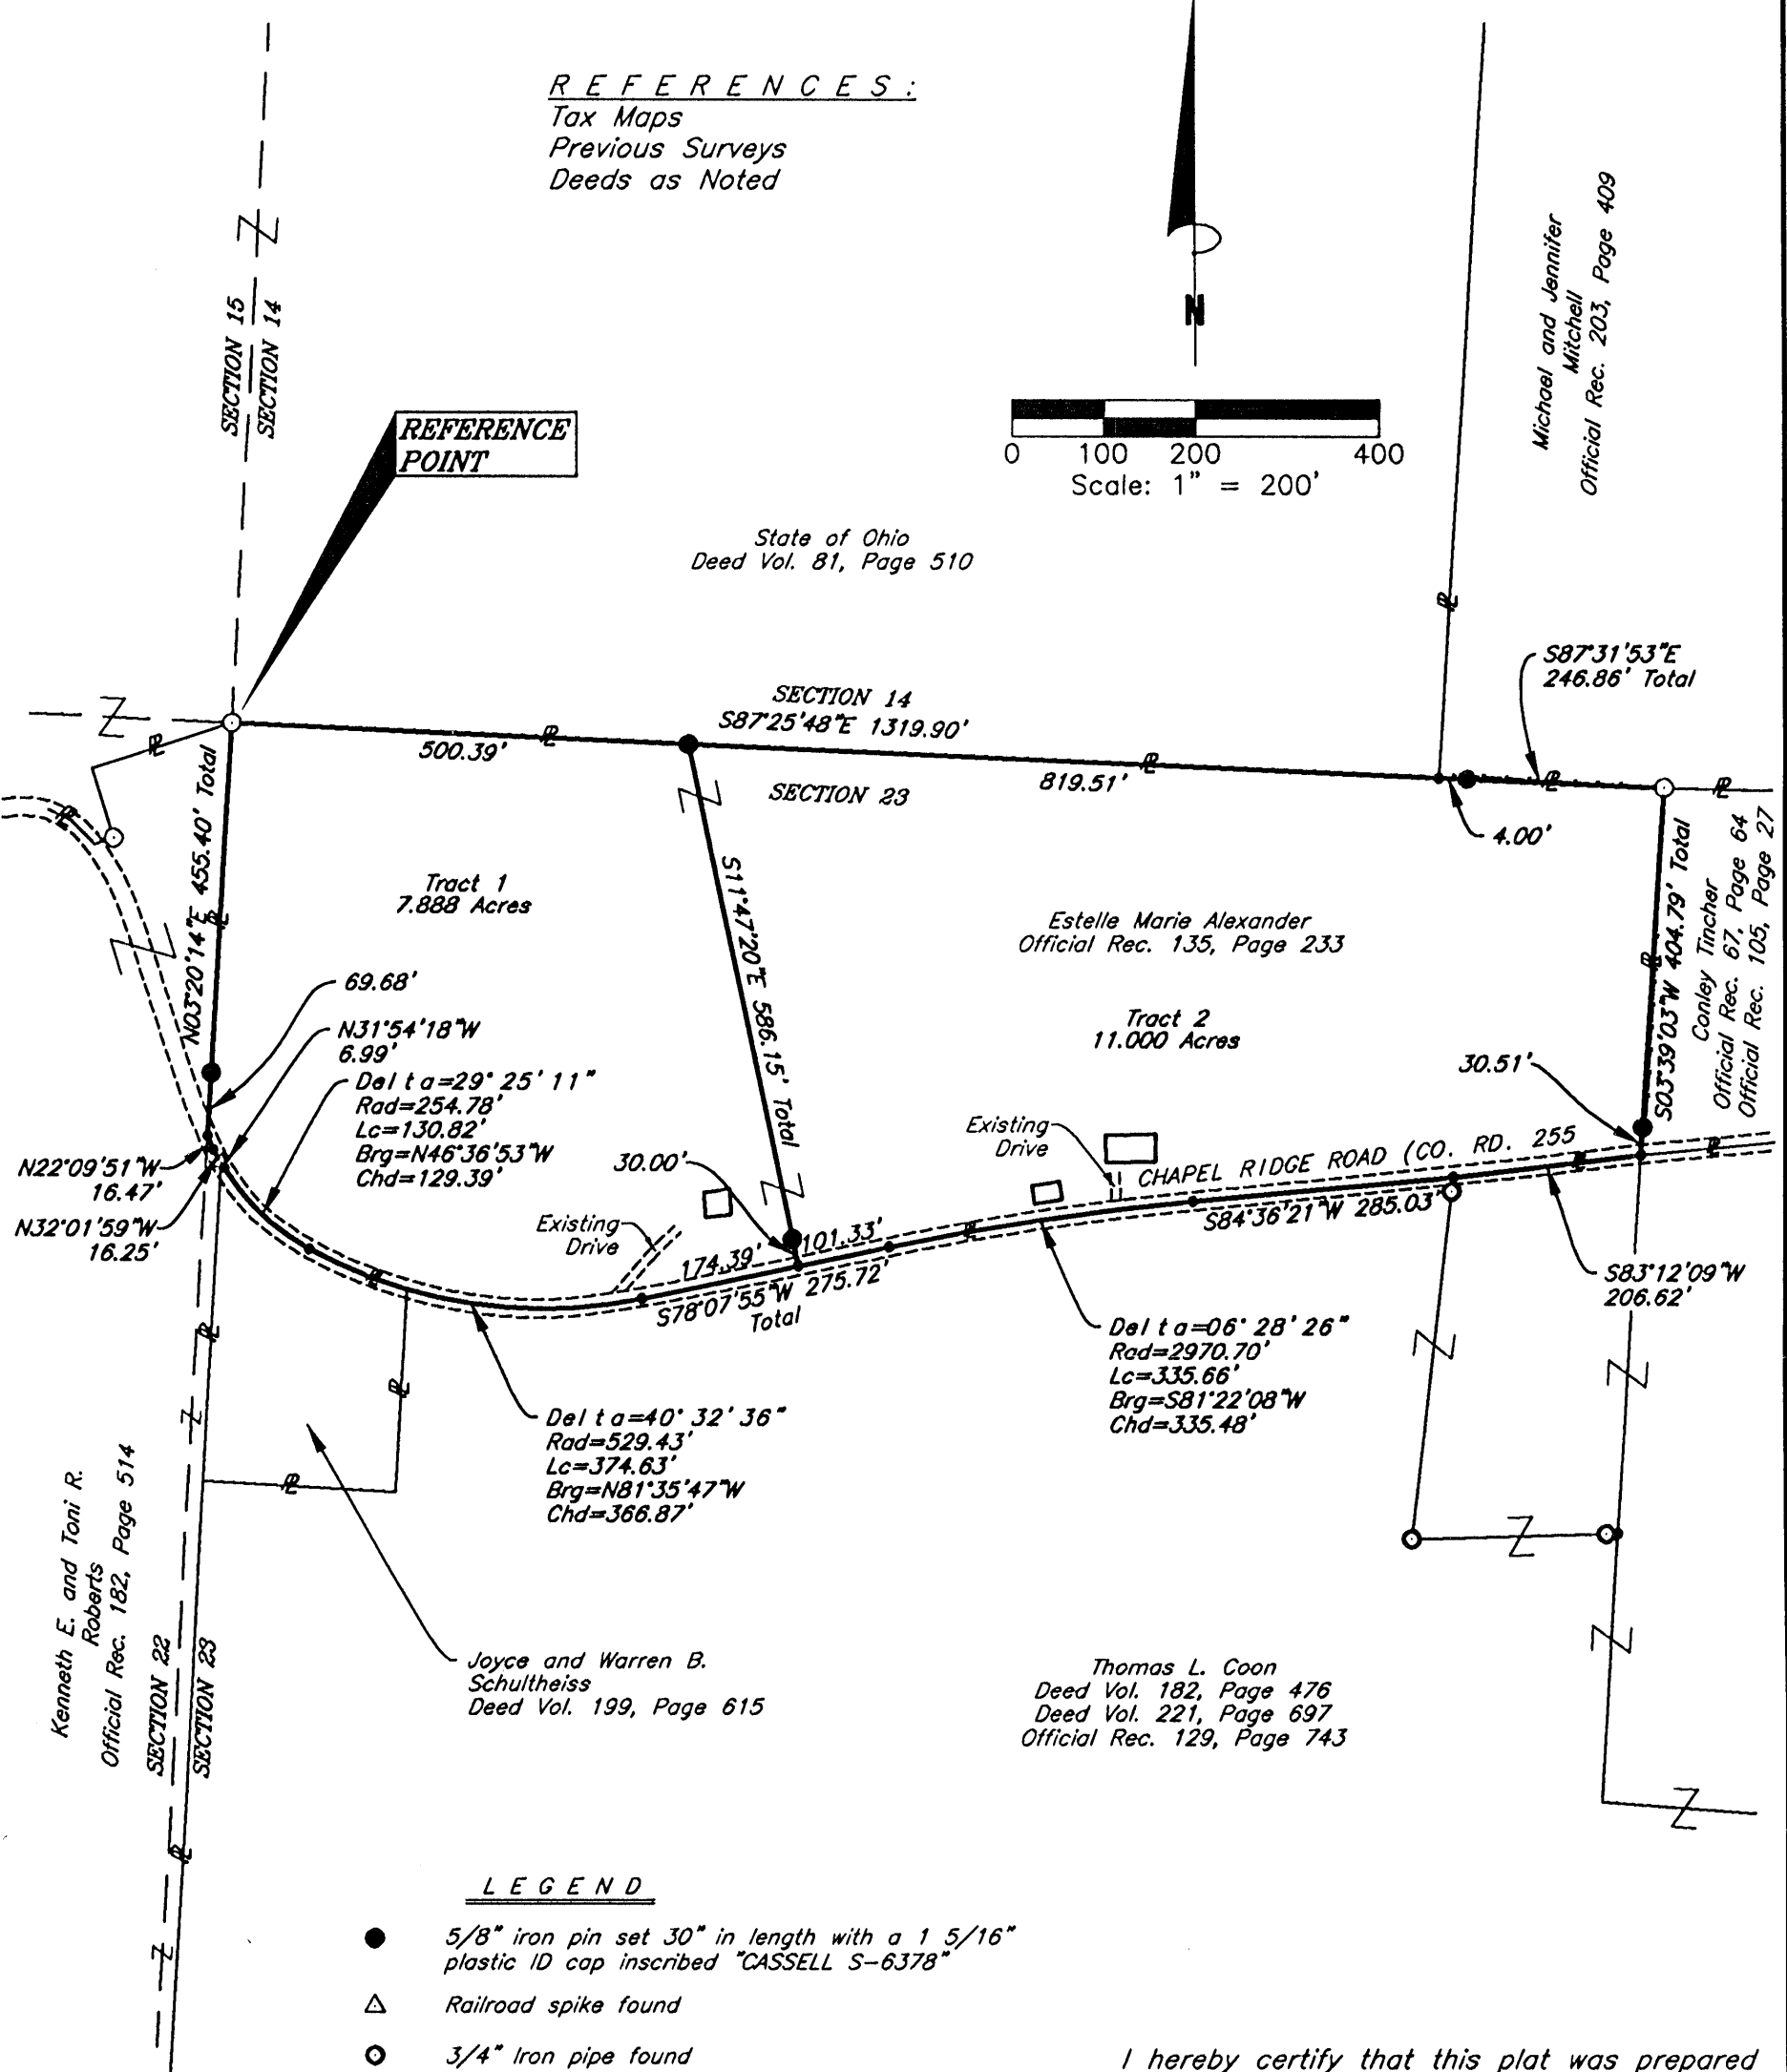 R E F E R E N C E S :
Tax Maps
Previous Surveys
Deeds as Noted
N
SECTION 15
SECTION 14
REFERENCE
POINT
0 100 200 400
Scale: 1" = 200'
Michael and Jennifer
Mitchell
Official Rec. 203, Page 409
State of Ohio
Deed Vol. 81, Page 510
S87°31'53"E
246.86' Total
SECTION 14
S87°25'48"E 1319.90'
500.39'
819.51'
SECTION 23
4.00'
N03°20'14"E 455.40' Total
Tract 1
7.888 Acres
S11°47'20"E 586.15' Total
Estelle Marie Alexander
Official Rec. 135, Page 233
Tract 2
11.000 Acres
S03°39'03"W 404.79' Total
Conley Tincher
Official Rec. 67, Page 64
Official Rec. 105, Page 27
69.68'
N31°54'18"W
6.99'
Delta=29°25'11"
Rad=254.78'
Lc=130.82'
Brg=N46°36'53"W
Chd=129.39'
30.51'
N22°09'51"W
16.47'
N32°01'59"W
16.25'
30.00'
Existing
Drive
Existing
Drive
CHAPEL RIDGE ROAD (CO. RD. 255
174.39'
101.33'
S78°07'55"W 275.72'
Total
S84°36'21"W 285.03'
S83°12'09"W
206.62'
Delta=06°28'26"
Rad=2970.70'
Lc=335.66'
Brg=S81°22'08"W
Chd=335.48'
Delta=40°32'36"
Rad=529.43'
Lc=374.63'
Brg=N81°35'47"W
Chd=366.87'
Kenneth E. and Toni R.
Roberts
Official Rec. 182, Page 514
SECTION 22
SECTION 23
Joyce and Warren B.
Schultheiss
Deed Vol. 199, Page 615
Thomas L. Coon
Deed Vol. 182, Page 476
Deed Vol. 221, Page 697
Official Rec. 129, Page 743
L E G E N D
5/8" iron pin set 30" in length with a 1 5/16"
plastic ID cap inscribed "CASSELL S-6378"
Railroad spike found
3/4" Iron pipe found
I hereby certify that this plat was prepared